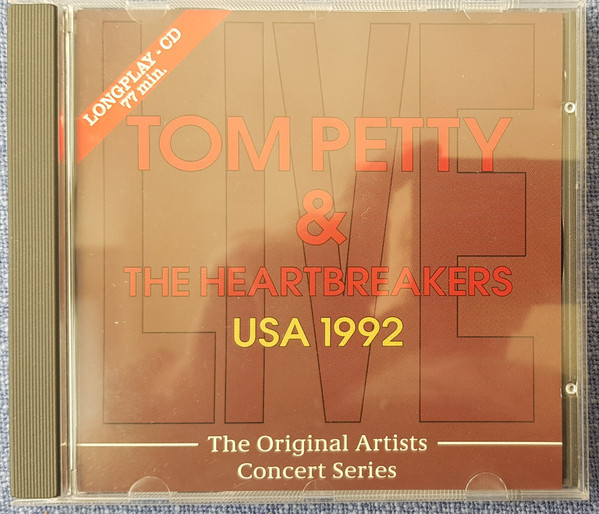 LONGPLAY - CD
77 min.
LIVE
TOM PETTY
&
THE HEARTBREAKERS
USA 1992
The Original Artists
Concert Series